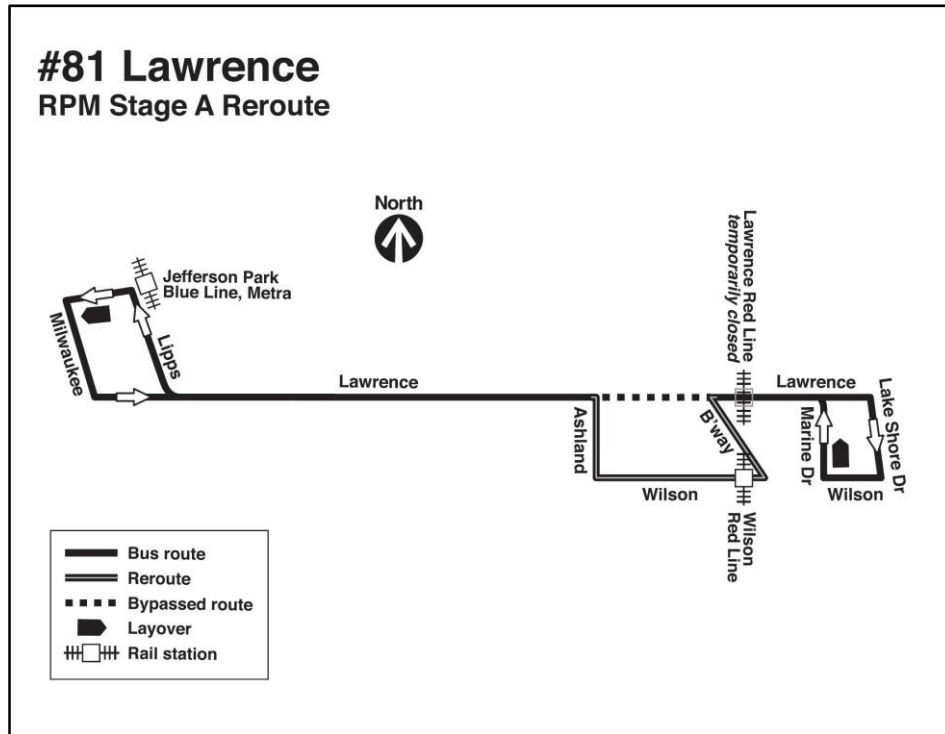 #81 Lawrence
RPM Stage A Reroute
North
Jefferson Park
Blue Line, Metra
Milwaukee
Lipps
Lawrence
Ashland
Wilson
B'way
Lawrence Red Line
temporarily closed
Wilson
Red Line
Lawrence
Marine Dr
Lake Shore Dr
Wilson
Bus route
Reroute
Bypassed route
Layover
Rail station